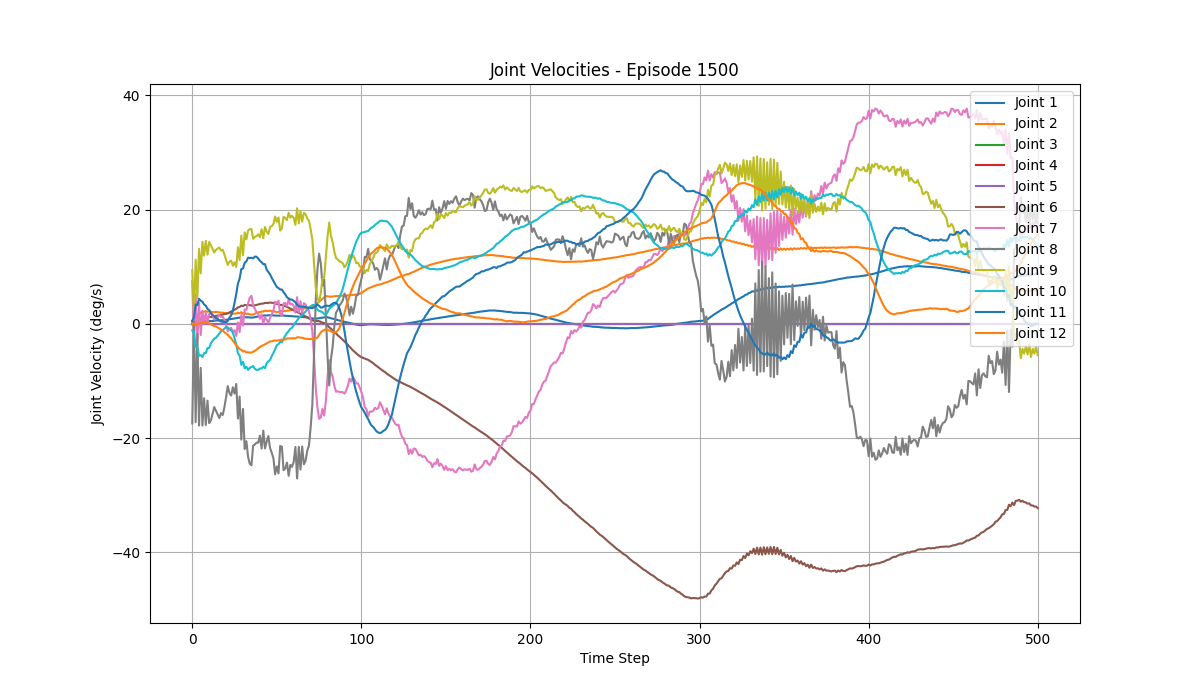 Joint Velocities - Episode 1500
Joint Velocity (deg/s)
40
20
0
−20
−40
0 100 200 300 400 500
Time Step
Joint 1
Joint 2
Joint 3
Joint 4
Joint 5
Joint 6
Joint 7
Joint 8
Joint 9
Joint 10
Joint 11
Joint 12